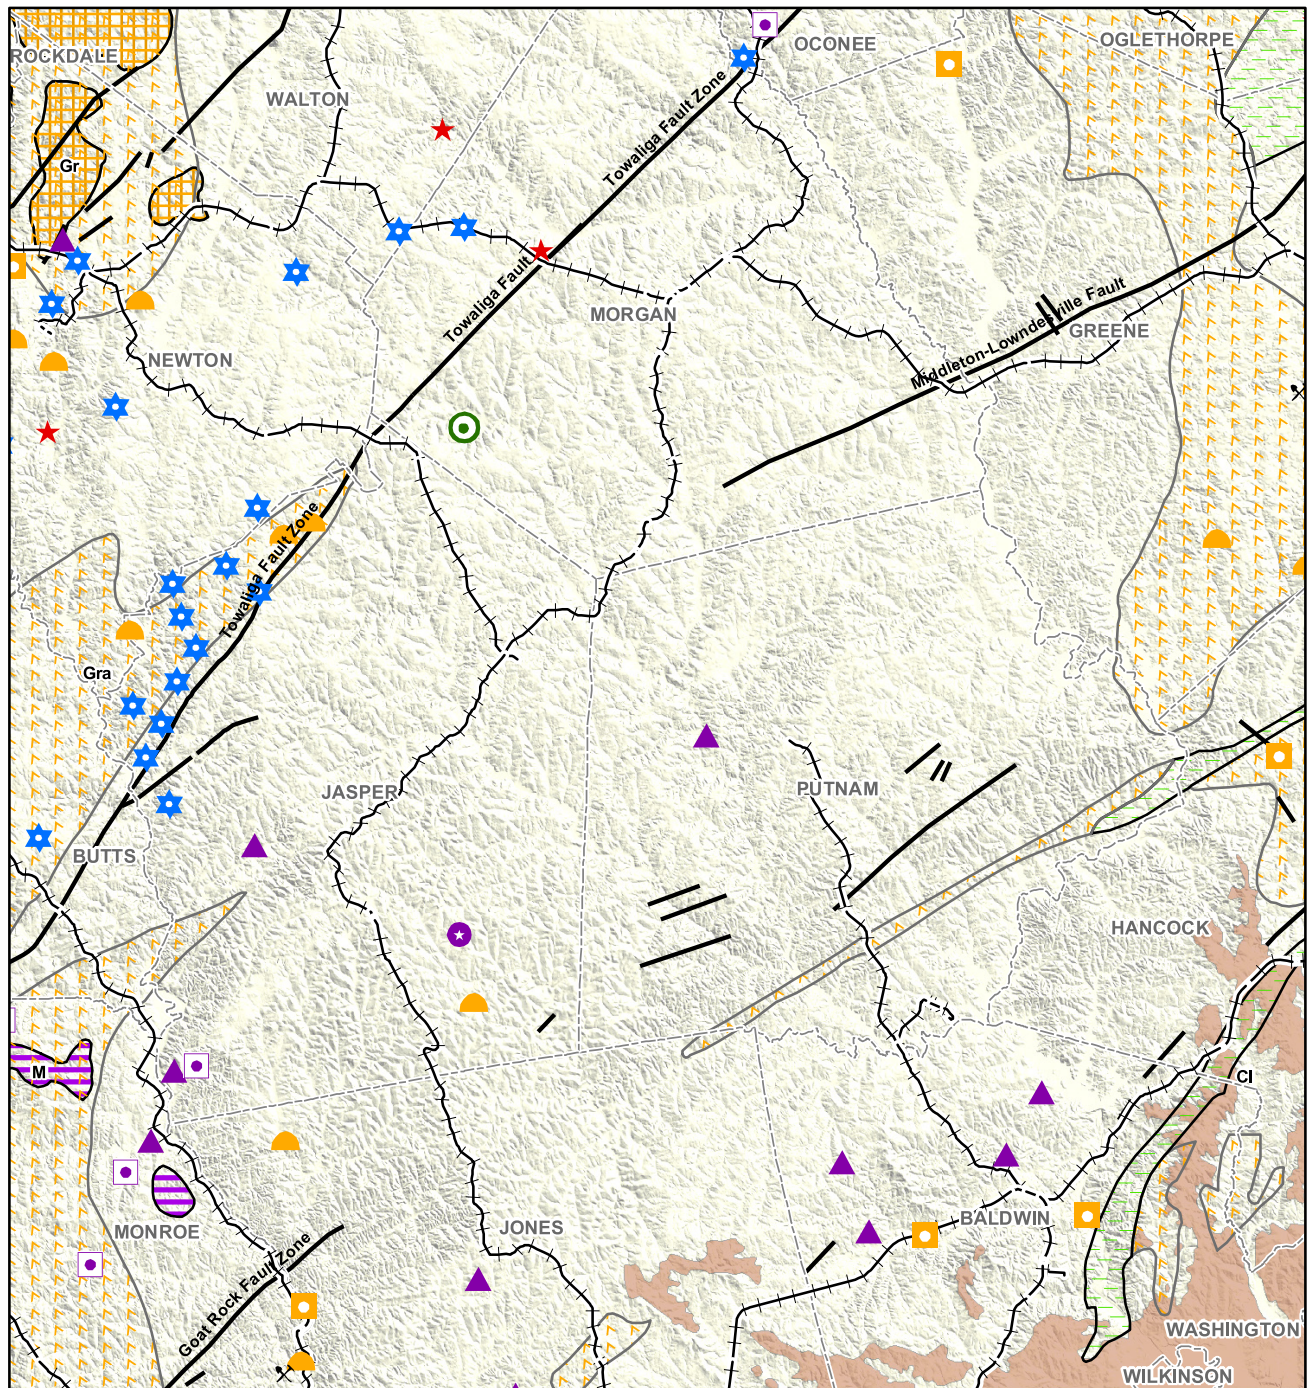 OCONEE
OGLETHORPE
ROCKDALE
WALTON
Towaliga Fault Zone
Gr
Towaliga Fault
MORGAN
Middleton-Lowndesville Fault
GREENE
NEWTON
Towaliga Fault Zone
Gra
JASPER
PUTNAM
BUTTS
HANCOCK
M
Cl
MONROE
JONES
BALDWIN
Goat Rock Fault Zone
WASHINGTON
WILKINSON